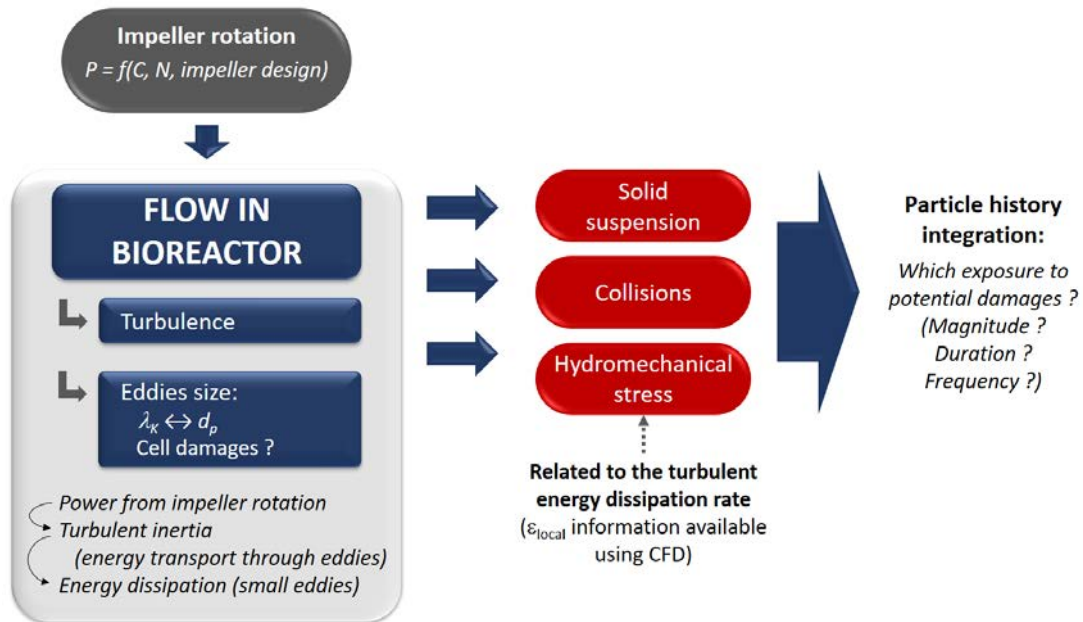 Impeller rotation
P = f(C, N, impeller design)
FLOW IN
BIOREACTOR
Turbulence
Eddies size:
λK ↔ dp
Cell damages ?
Power from impeller rotation
Turbulent inertia
(energy transport through eddies)
Energy dissipation (small eddies)
Solid
suspension
Collisions
Hydromechanical
stress
Related to the turbulent
energy dissipation rate
(εlocal information available
using CFD)
Particle history
integration:
Which exposure to
potential damages ?
(Magnitude ?
Duration ?
Frequency ?)